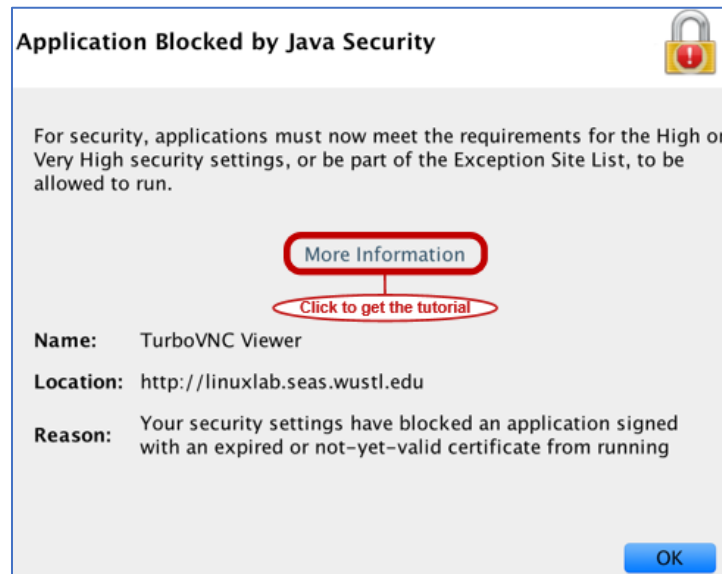 Application Blocked by Java Security
For security, applications must now meet the requirements for the High or
Very High security settings, or be part of the Exception Site List, to be
allowed to run.
More Information
Click to get the tutorial
Name: TurboVNC Viewer
Location: http://linuxlab.seas.wustl.edu
Reason: Your security settings have blocked an application signed
with an expired or not-yet-valid certificate from running
OK